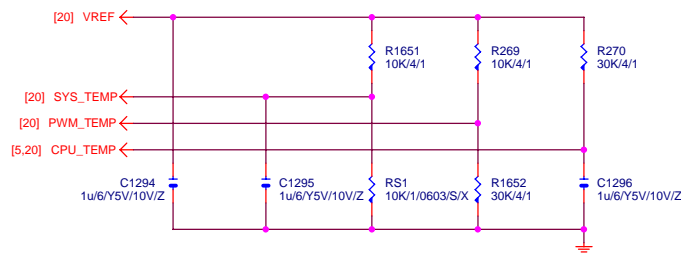 [20] VREF
R1651
10K/4/1
R269
10K/4/1
R270
30K/4/1
[20] SYS_TEMP
[20] PWM_TEMP
[5,20] CPU_TEMP
C1294
1u/6/Y5V/10V/Z
C1295
1u/6/Y5V/10V/Z
RS1
10K/1/0603/S/X
R1652
30K/4/1
C1296
1u/6/Y5V/10V/Z